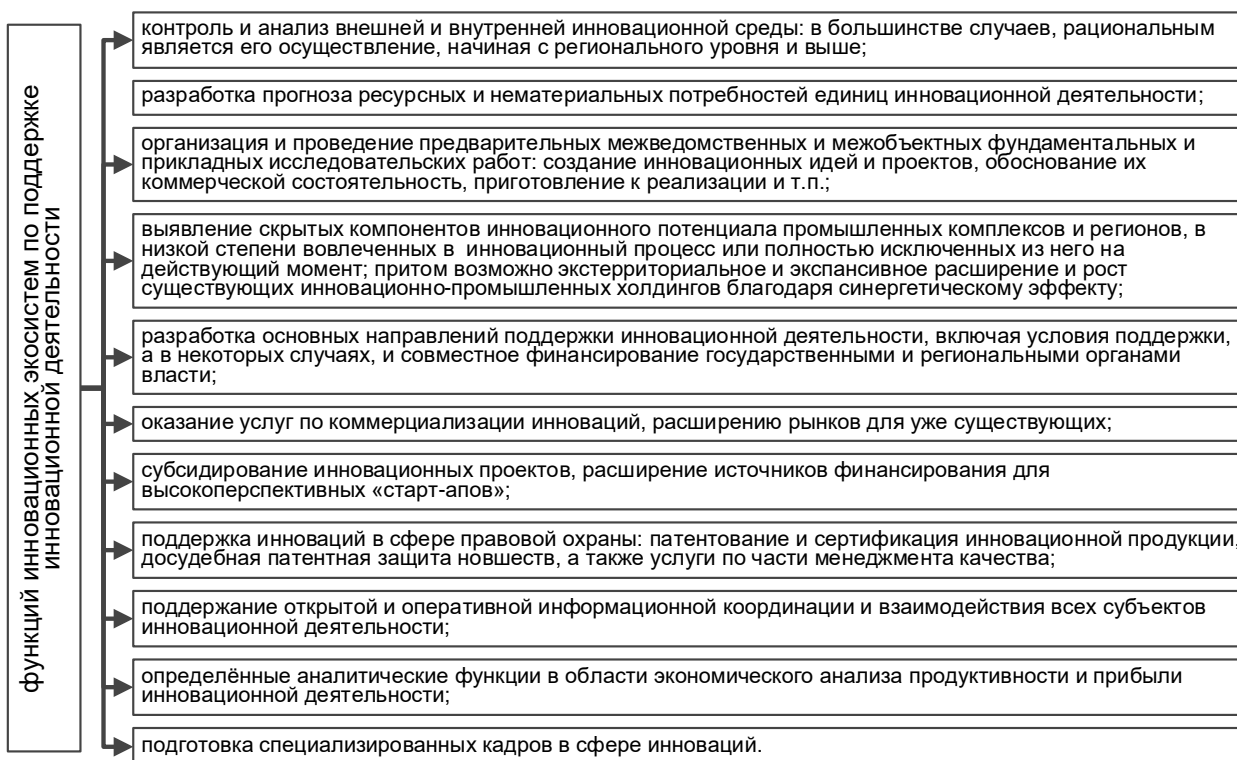 функций инновационных экосистем по поддержке
инновационной деятельности
контроль и анализ внешней и внутренней инновационной среды: в большинстве случаев, рациональным
является его осуществление, начиная с регионального уровня и выше;
разработка прогноза ресурсных и нематериальных потребностей единиц инновационной деятельности;
организация и проведение предварительных межведомственных и межобъектных фундаментальных и
прикладных исследовательских работ: создание инновационных идей и проектов, обоснование их
коммерческой состоятельность, приготовление к реализации и т.п.;
выявление скрытых компонентов инновационного потенциала промышленных комплексов и регионов, в
низкой степени вовлеченных в инновационный процесс или полностью исключенных из него на
действующий момент; притом возможно экстерриториальное и экспансивное расширение и рост
существующих инновационно-промышленных холдингов благодаря синергетическому эффекту;
разработка основных направлений поддержки инновационной деятельности, включая условия поддержки,
а в некоторых случаях, и совместное финансирование государственными и региональными органами
власти;
оказание услуг по коммерциализации инноваций, расширению рынков для уже существующих;
субсидирование инновационных проектов, расширение источников финансирования для
высокоперспективных «старт-апов»;
поддержка инноваций в сфере правовой охраны: патентование и сертификация инновационной продукции,
досудебная патентная защита новшеств, а также услуги по части менеджмента качества;
поддержание открытой и оперативной информационной координации и взаимодействия всех субъектов
инновационной деятельности;
определённые аналитические функции в области экономического анализа продуктивности и прибыли
инновационной деятельности;
подготовка специализированных кадров в сфере инноваций.